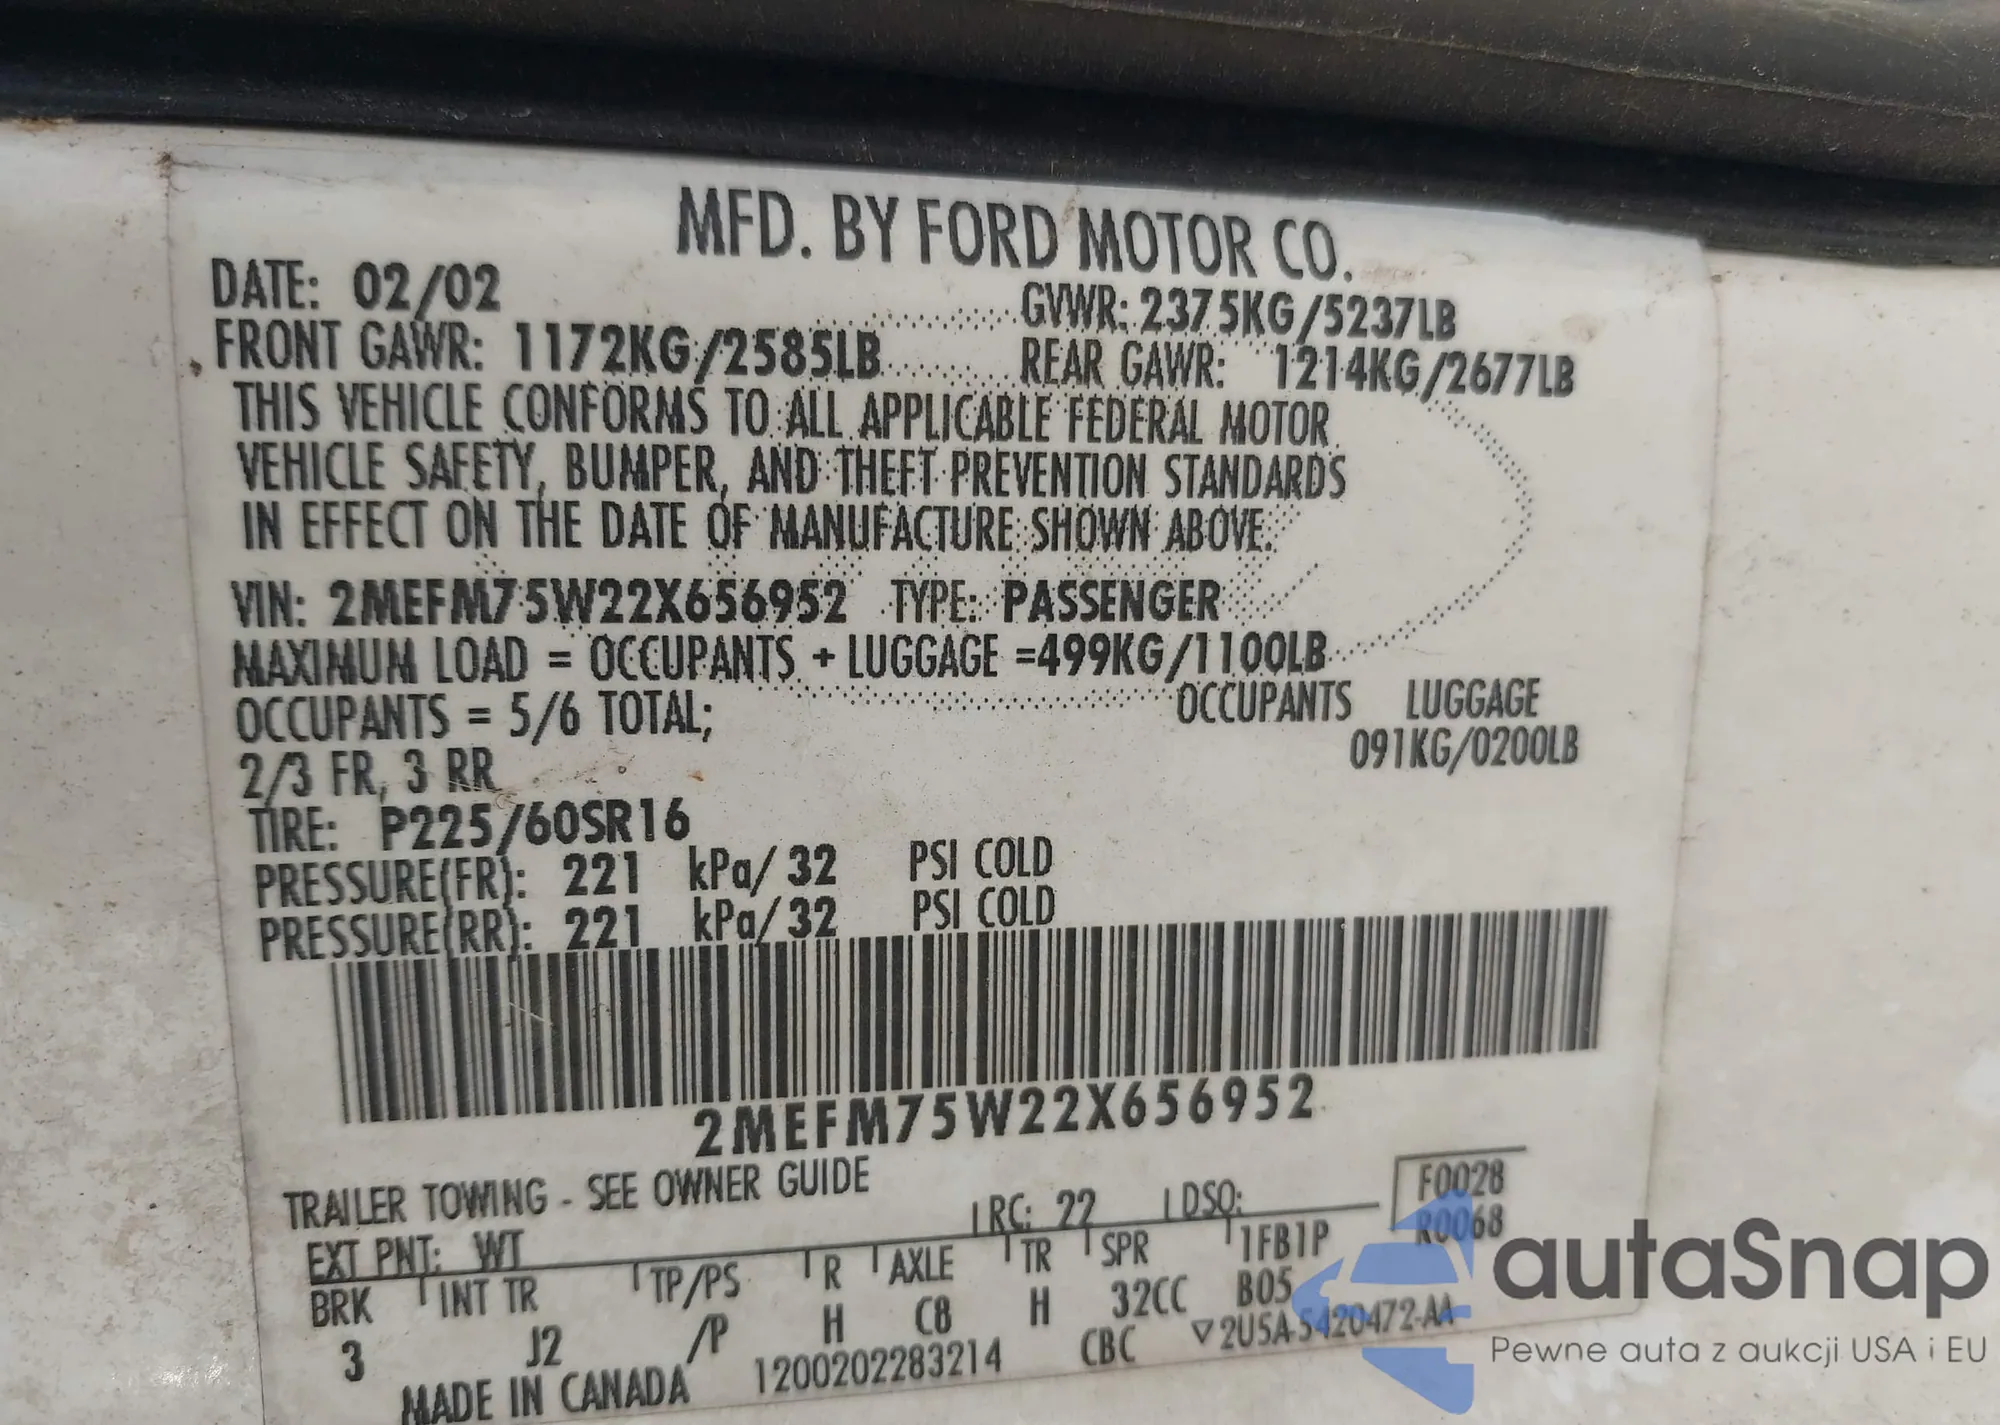 MFD. BY FORD MOTOR CO.
DATE: 02/02 GVWR: 2375KG/5237LB
FRONT GAWR: 1172KG/2585LB REAR GAWR: 1214KG/2677LB
THIS VEHICLE CONFORMS TO ALL APPLICABLE FEDERAL MOTOR
VEHICLE SAFETY, BUMPER, AND THEFT PREVENTION STANDARDS
IN EFFECT ON THE DATE OF MANUFACTURE SHOWN ABOVE.
VIN: 2MEFM75W22X656952 TYPE: PASSENGER
MAXIMUM LOAD = OCCUPANTS + LUGGAGE =499KG/1100LB
OCCUPANTS = 5/6 TOTAL; OCCUPANTS LUGGAGE
2/3 FR, 3 RR 091KG/0200LB
TIRE: P225/60SR16
PRESSURE(FR): 221 kPa/ 32 PSI COLD
PRESSURE(RR): 221 kPa/ 32 PSI COLD
2MEFM75W22X656952
TRAILER TOWING - SEE OWNER GUIDE
F0028
EXT PNT: WT RC: 22 DSO: R0068
BRK INT TR TP/PS R AXLE TR SPR 1FB1P
3 J2 /P H C8 H 32CC B05
MADE IN CANADA 1200202283214 CBC ▽2U5A-5420472-AA
autaSnap
Pewne auta z aukcji USA i EU